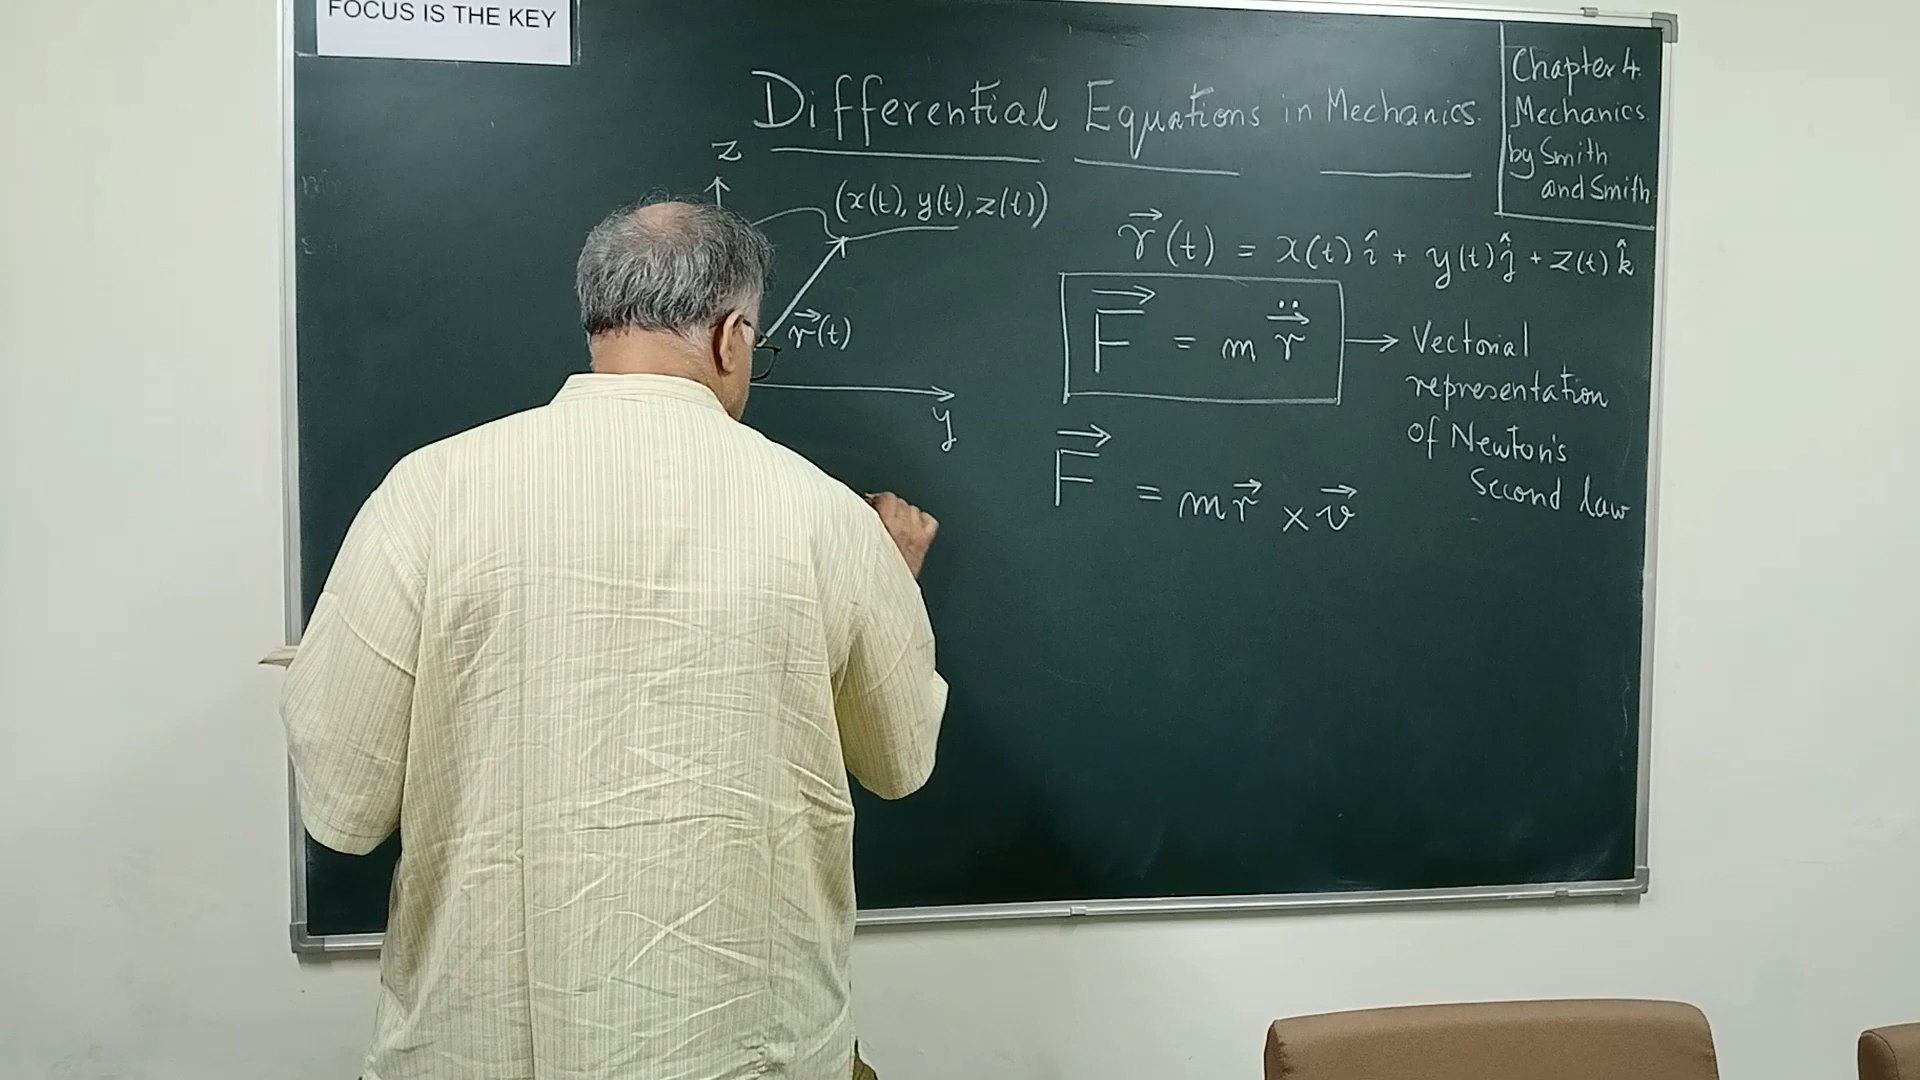 FOCUS IS THE KEY
Differential Equations in Mechanics.
Chapter 4.
Mechanics
by Smith
and Smith
z
(x(t), y(t), z(t))
r⃗(t)
y
r⃗(t) = x(t) î + y(t) ĵ + z(t) k̂
F⃗ = m r⃗̈ → Vectorial
representation
of Newton's
Second law
F⃗ = m r⃗ × v⃗